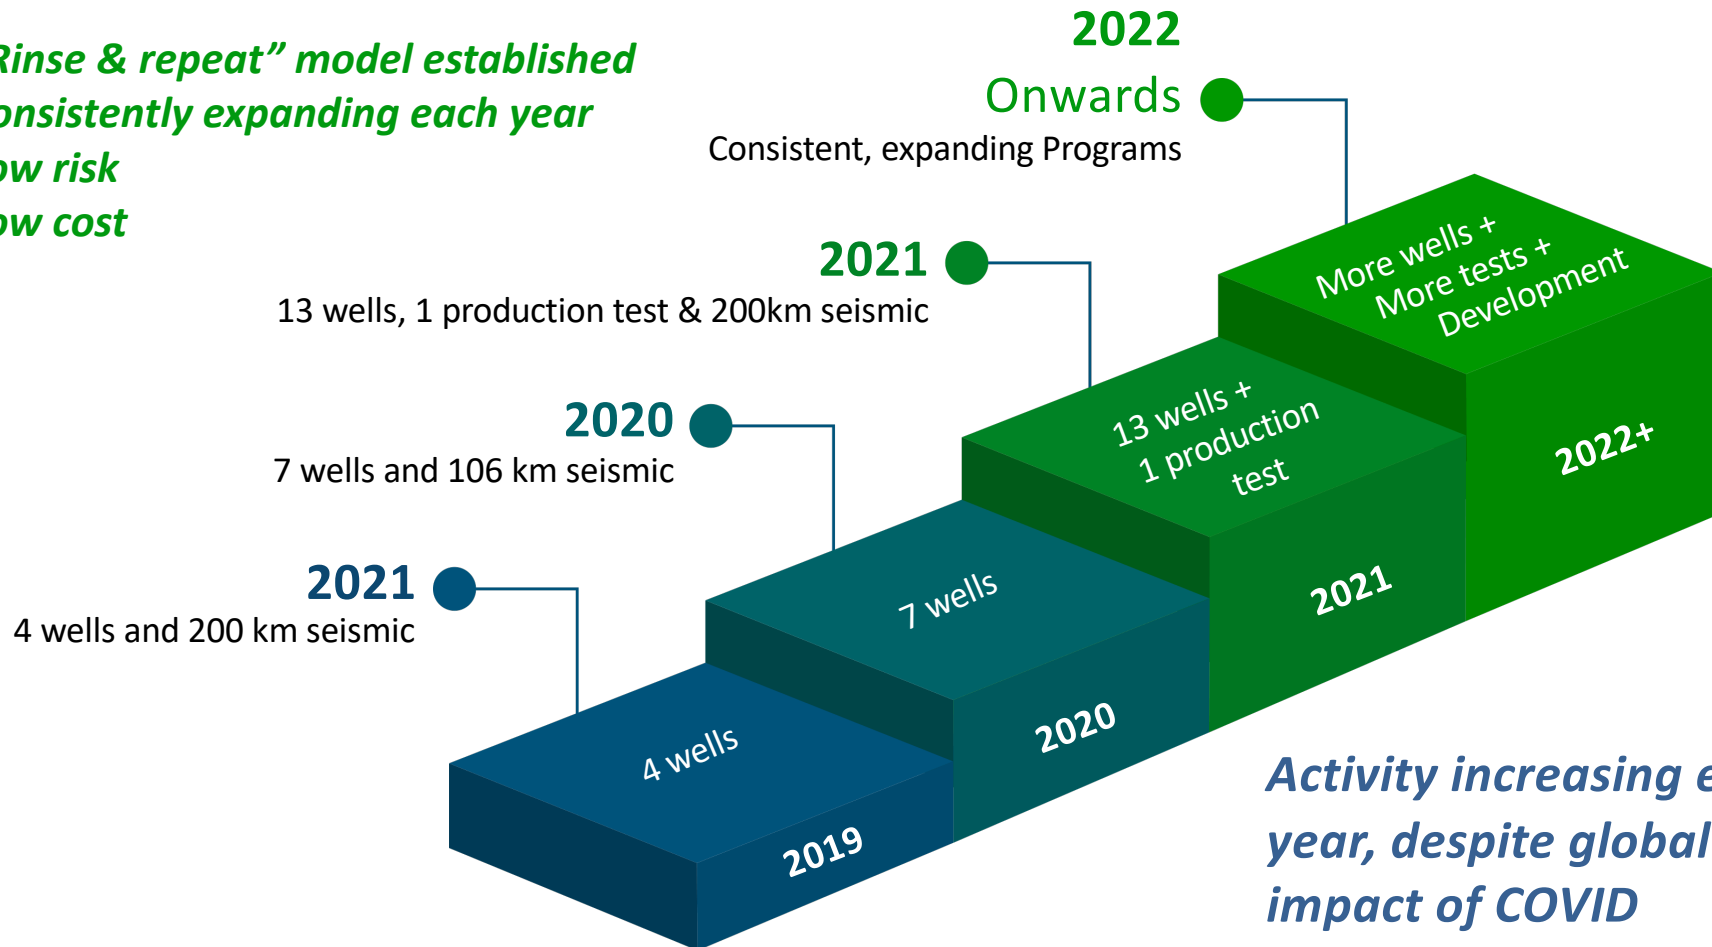 Rinse & repeat” model established
onsistently expanding each year
ow risk
ow cost
2022
Onwards
Consistent, expanding Programs
2021
13 wells, 1 production test & 200km seismic
2020
7 wells and 106 km seismic
2021
4 wells and 200 km seismic
More wells +
More tests +
Development
2022+
13 wells +
1 production
test
2021
7 wells
2020
4 wells
2019
Activity increasing e
year, despite global
impact of COVID